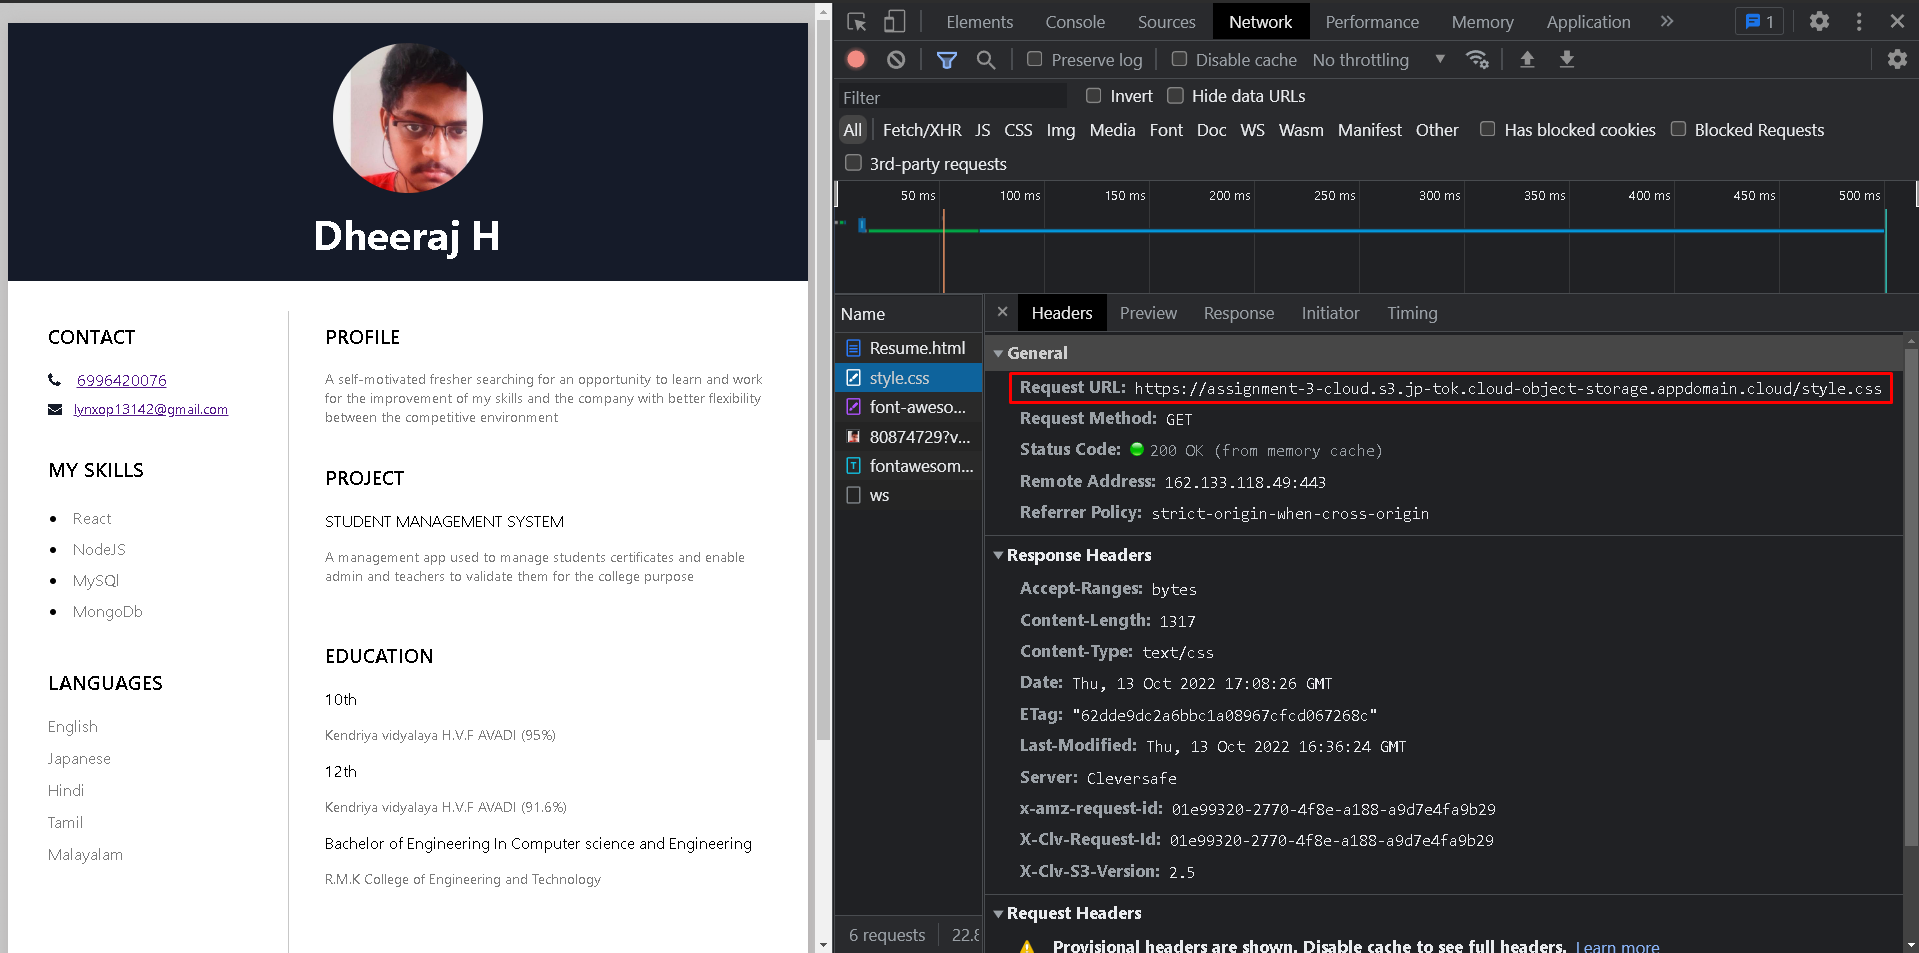 Dheeraj H
CONTACT
6996420076
lynxop13142@gmail.com
MY SKILLS
React
NodeJS
MySQl
MongoDb
LANGUAGES
English
Japanese
Hindi
Tamil
Malayalam
PROFILE
A self-motivated fresher searching for an opportunity to learn and work
for the improvement of my skills and the company with better flexibility
between the competitive environment
PROJECT
STUDENT MANAGEMENT SYSTEM
A management app used to manage students certificates and enable
admin and teachers to validate them for the college purpose
EDUCATION
10th
Kendriya vidyalaya H.V.F AVADI (95%)
12th
Kendriya vidyalaya H.V.F AVADI (91.6%)
Bachelor of Engineering In Computer science and Engineering
R.M.K College of Engineering and Technology
Elements Console Sources Network Performance Memory Application » 1
Preserve log Disable cache No throttling
Filter Invert Hide data URLs
All Fetch/XHR JS CSS Img Media Font Doc WS Wasm Manifest Other Has blocked cookies Blocked Requests
3rd-party requests
50 ms 100 ms 150 ms 200 ms 250 ms 300 ms 350 ms 400 ms 450 ms 500 ms
Name
Resume.html
style.css
font-aweso...
80874729?v...
fontawesom...
ws
6 requests 22.8
Headers Preview Response Initiator Timing
General
Request URL: https://assignment-3-cloud.s3.jp-tok.cloud-object-storage.appdomain.cloud/style.css
Request Method: GET
Status Code: 200 OK (from memory cache)
Remote Address: 162.133.118.49:443
Referrer Policy: strict-origin-when-cross-origin
Response Headers
Accept-Ranges: bytes
Content-Length: 1317
Content-Type: text/css
Date: Thu, 13 Oct 2022 17:08:26 GMT
ETag: "62dde9dc2a6bbc1a08967cfcd067268c"
Last-Modified: Thu, 13 Oct 2022 16:36:24 GMT
Server: Cleversafe
x-amz-request-id: 01e99320-2770-4f8e-a188-a9d7e4fa9b29
X-Clv-Request-Id: 01e99320-2770-4f8e-a188-a9d7e4fa9b29
X-Clv-S3-Version: 2.5
Request Headers
Provisional headers are shown. Disable cache to see full headers. Learn more